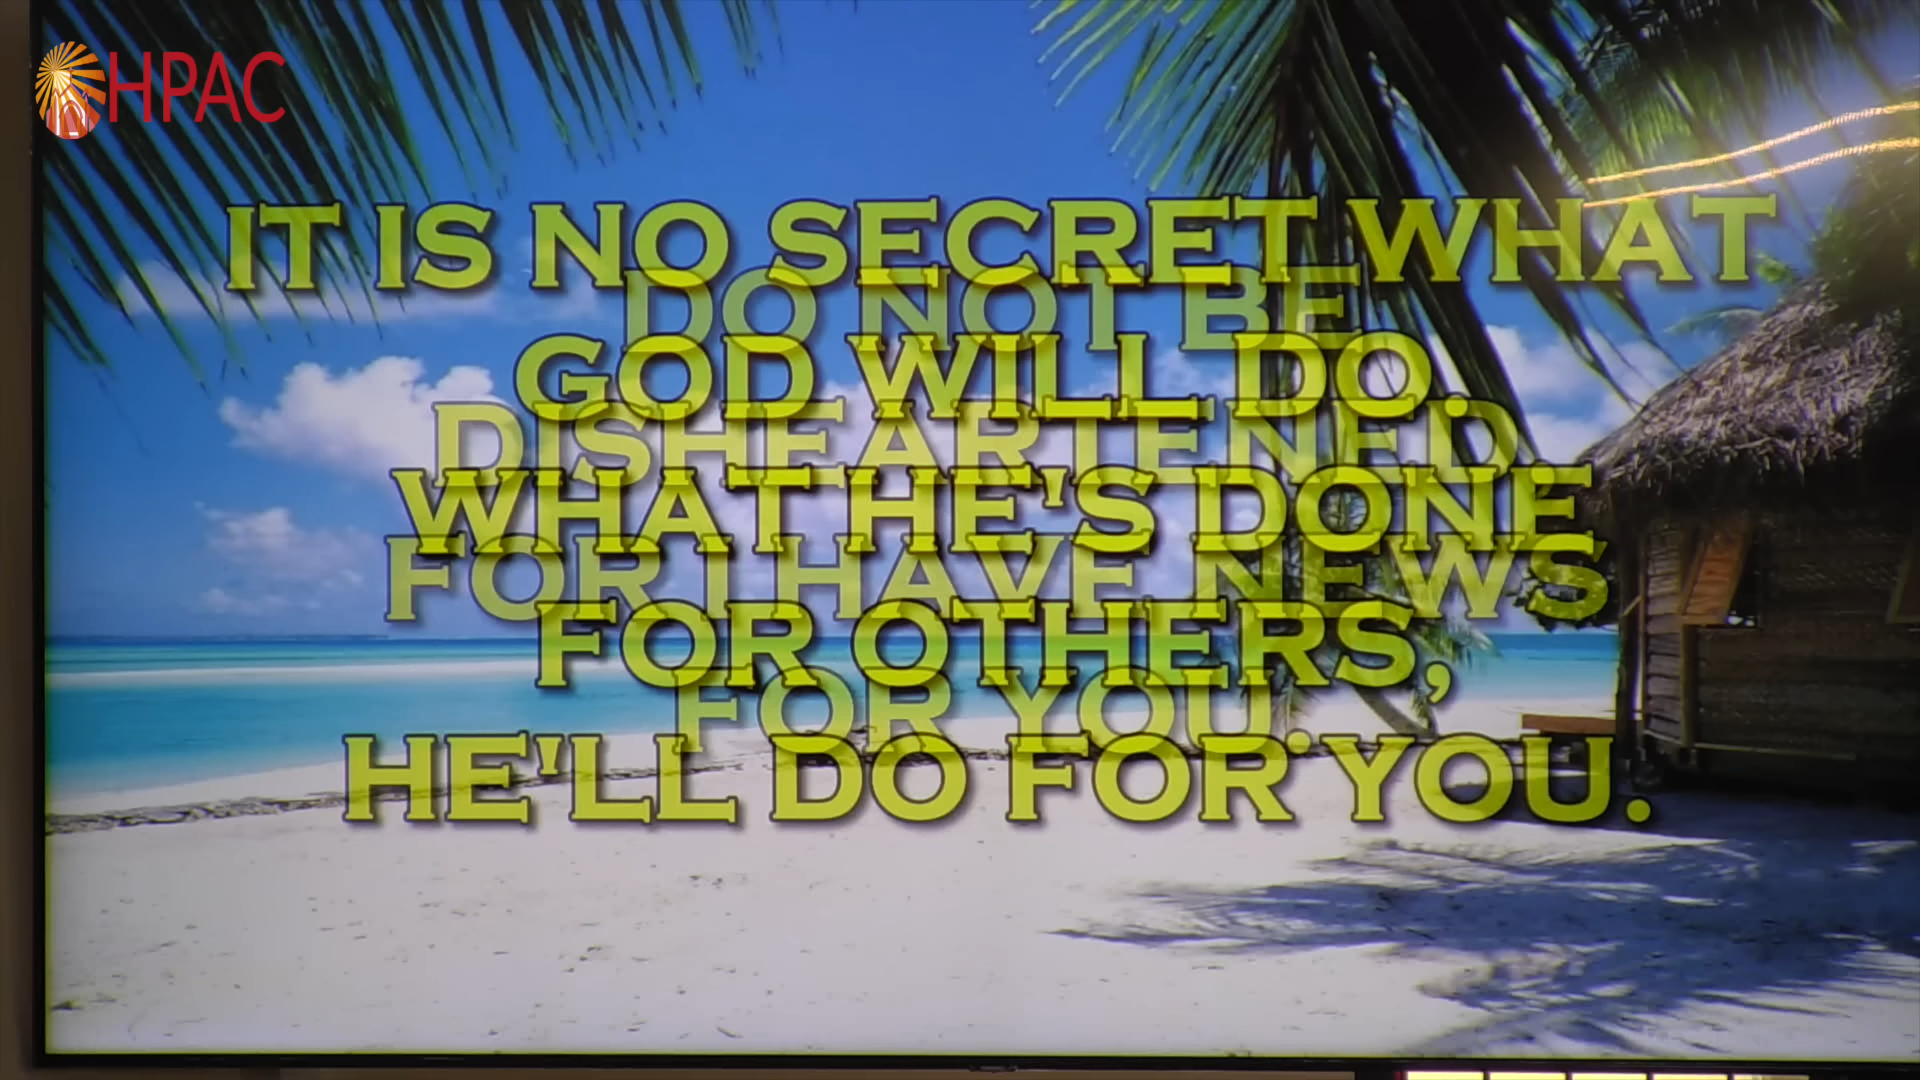 HPAC
IT IS NO SECRET WHAT
GOD WILL DO.
WHAT HE'S DONE
FOR OTHERS,
HE'LL DO FOR YOU.
DO NOT BE
DISHEARTENED,
FOR I HAVE NEWS
FOR YOU.